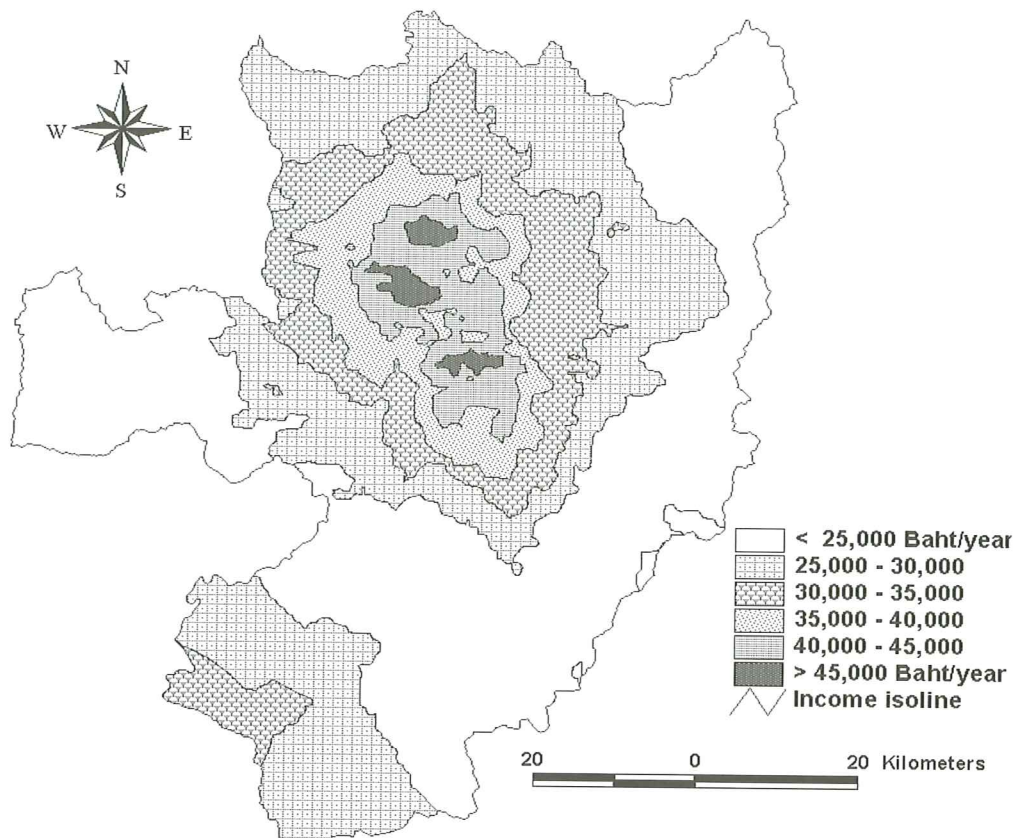 N
W E
S
< 25,000 Baht/year
25,000 - 30,000
30,000 - 35,000
35,000 - 40,000
40,000 - 45,000
> 45,000 Baht/year
Income isoline
20 0 20 Kilometers